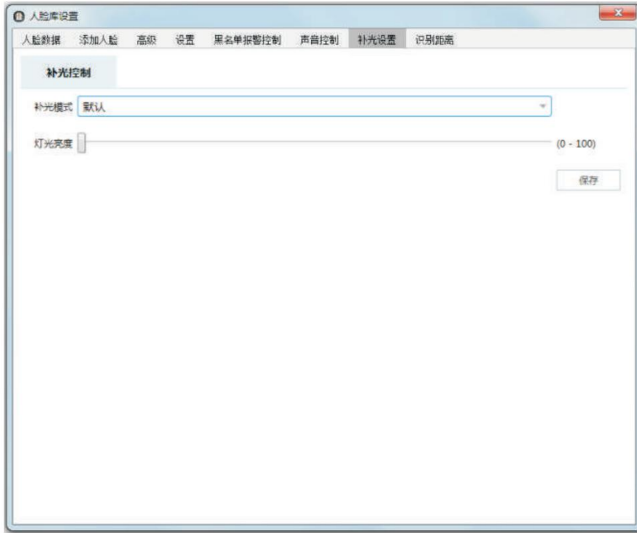 人脸库设置
人脸数据 添加人脸 高级 设置 黑名单报警控制 声音控制 补光设置 识别距离
补光控制
补光模式 默认
灯光亮度 (0 - 100)
保存